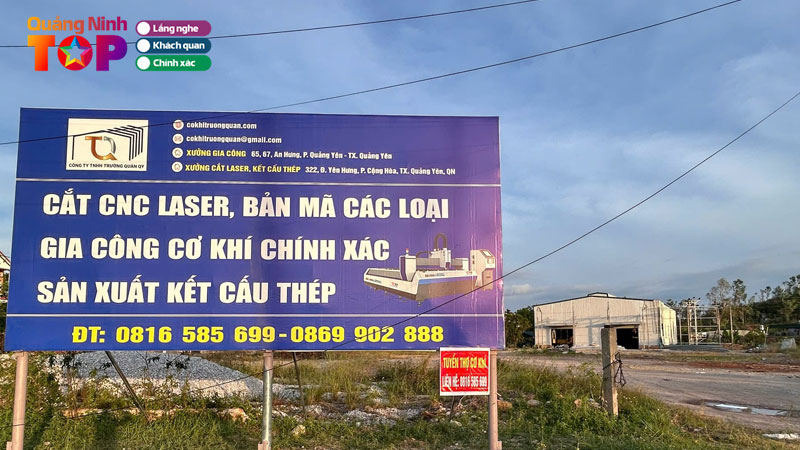 Quảng Ninh
TOP
Lắng nghe
Khách quan
Chính xác
TQ
CÔNG TY TNHH TRƯỜNG QUÂN QY
cokhitruongquan.com
cokhitruongquan@gmail.com
XƯỞNG GIA CÔNG 65, 67, An Hưng, P. Quảng Yên - TX. Quảng Yên
XƯỞNG CẮT LASER, KẾT CẤU THÉP 322, Đ. Yên Hưng, P. Cộng Hòa, TX. Quảng Yên, QN
CẮT CNC LASER, BẢN MÃ CÁC LOẠI
GIA CÔNG CƠ KHÍ CHÍNH XÁC
SẢN XUẤT KẾT CẤU THÉP
ĐT: 0816 585 699 - 0869 902 888
TUYỂN THỢ CƠ KHÍ
LIÊN HỆ: 0816 585 699